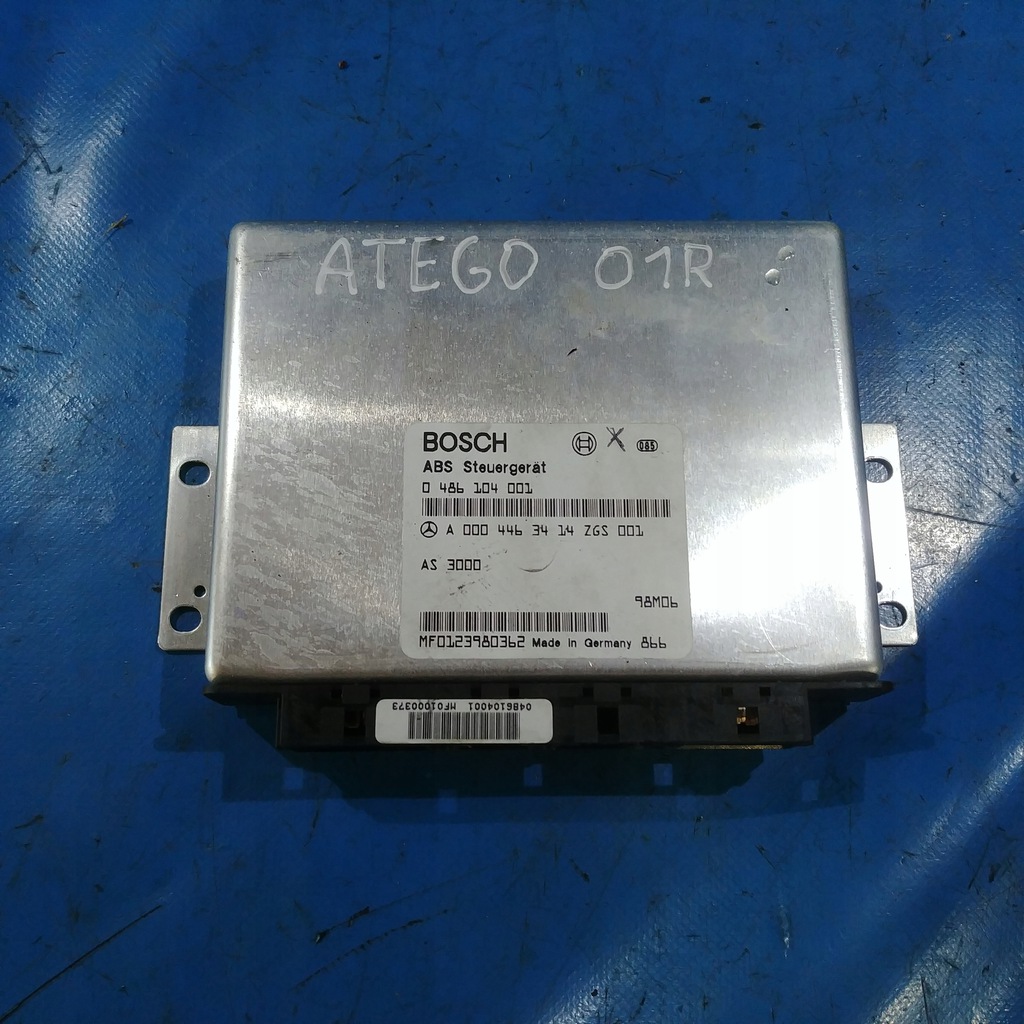 ATEGO 01R
BOSCH X 085
ABS Steuergerät
0 486 104 001
A 000 446 34 14 ZGS 001
AS 3000
98M06
MF0123980362 Made in Germany 866
0486104001 MF01000373